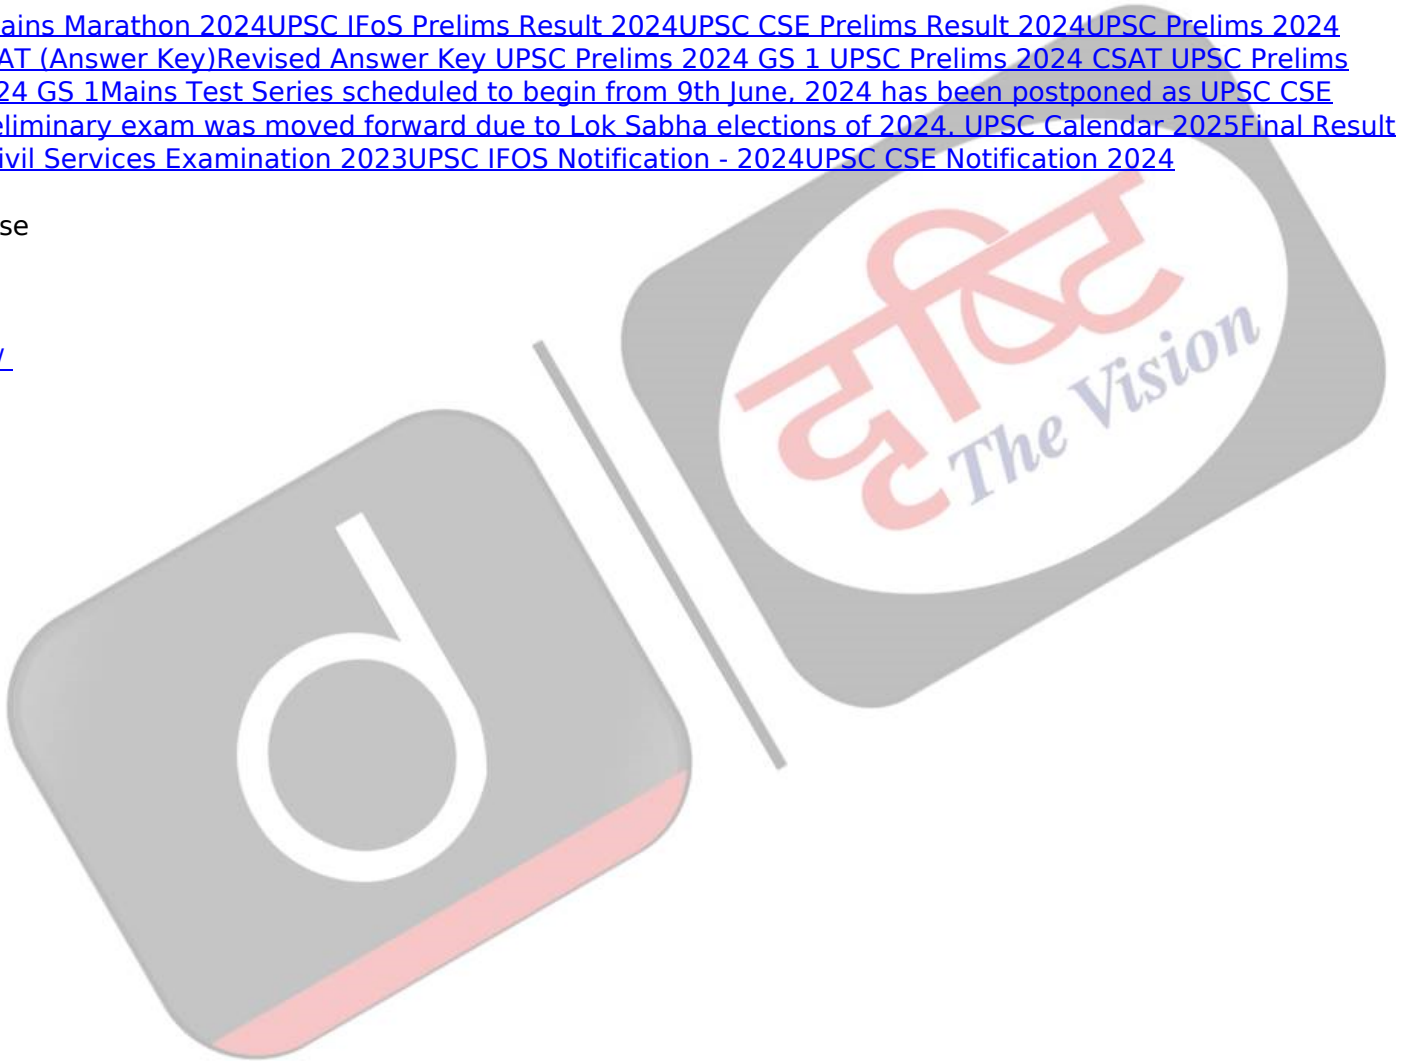 ains Marathon 2024UPSC IFoS Prelims Result 2024UPSC CSE Prelims Result 2024UPSC Prelims 2024
AT (Answer Key)Revised Answer Key UPSC Prelims 2024 GS 1 UPSC Prelims 2024 CSAT UPSC Prelims
24 GS 1Mains Test Series scheduled to begin from 9th June, 2024 has been postponed as UPSC CSE
eliminary exam was moved forward due to Lok Sabha elections of 2024. UPSC Calendar 2025Final Result
ivil Services Examination 2023UPSC IFOS Notification - 2024UPSC CSE Notification 2024
se
दृष्टि
The Vision
d